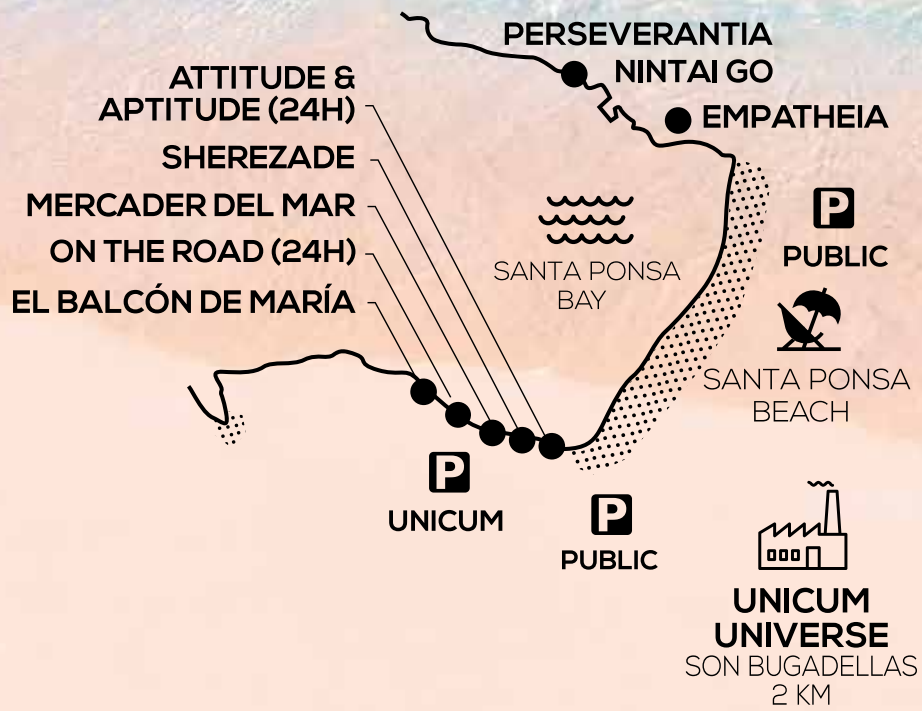 PERSEVERANTIA
NINTAI GO
EMPATHEIA
ATTITUDE &
APTITUDE (24H)
SHEREZADE
MERCADER DEL MAR
ON THE ROAD (24H)
EL BALCÓN DE MARÍA
SANTA PONSA
BAY
P
PUBLIC
SANTA PONSA
BEACH
P
UNICUM
P
PUBLIC
UNICUM
UNIVERSE
SON BUGADELLAS
2 KM